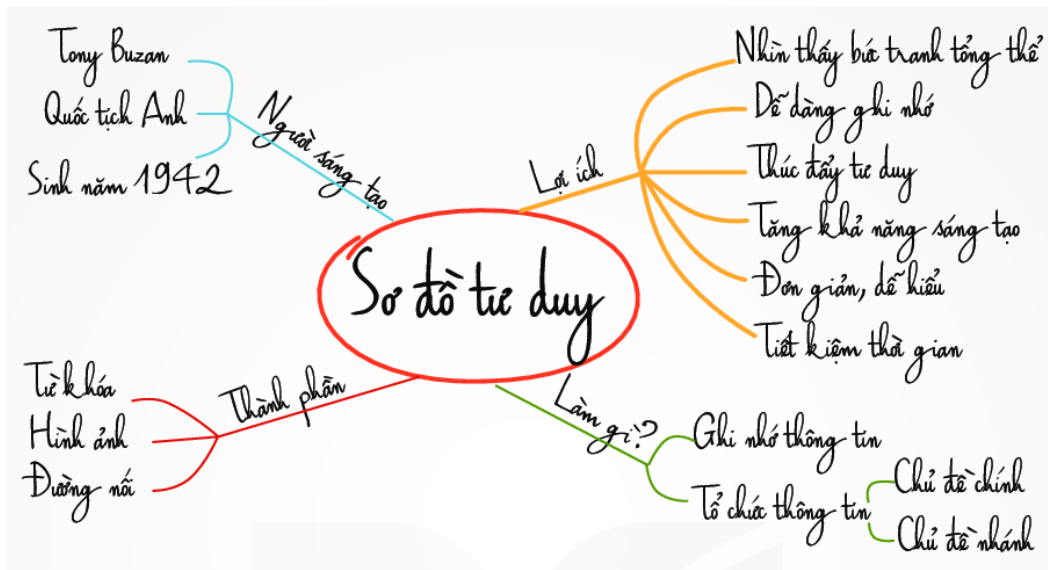 Sơ đồ tư duy
Người sáng tạo
Tony Buzan
Quốc tịch Anh
Sinh năm 1942
Lợi ích
Nhìn thấy bức tranh tổng thể
Dễ dàng ghi nhớ
Thúc đẩy tư duy
Tăng khả năng sáng tạo
Đơn giản, dễ hiểu
Tiết kiệm thời gian
Thành phần
Từ khóa
Hình ảnh
Đường nối
Làm gì?
Ghi nhớ thông tin
Tổ chức thông tin
Chủ đề chính
Chủ đề nhánh